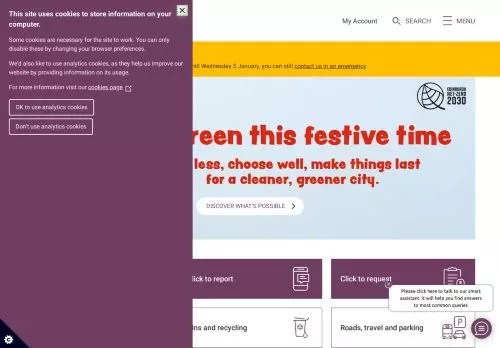 This site uses cookies to store information on your
computer.
Some cookies are necessary for the site to work. You can only
disable these by changing your browser preferences.
We'd also like to use analytics cookies, as they help us improve our
website by providing information on its usage.
For more information visit our cookies page
OK to use analytics cookies
Don't use analytics cookies
My Account
SEARCH
MENU
Wednesday 5 January, you can still contact us in an emergency
EDINBURGH
NET-ZERO
2030
reen this festive time
less, choose well, make things last
for a cleaner, greener city.
DISCOVER WHAT'S POSSIBLE
lick to report
Click to request
Please click here to talk to our smart
assistant. It will help you find answers
to most common queries
ins and recycling
Roads, travel and parking